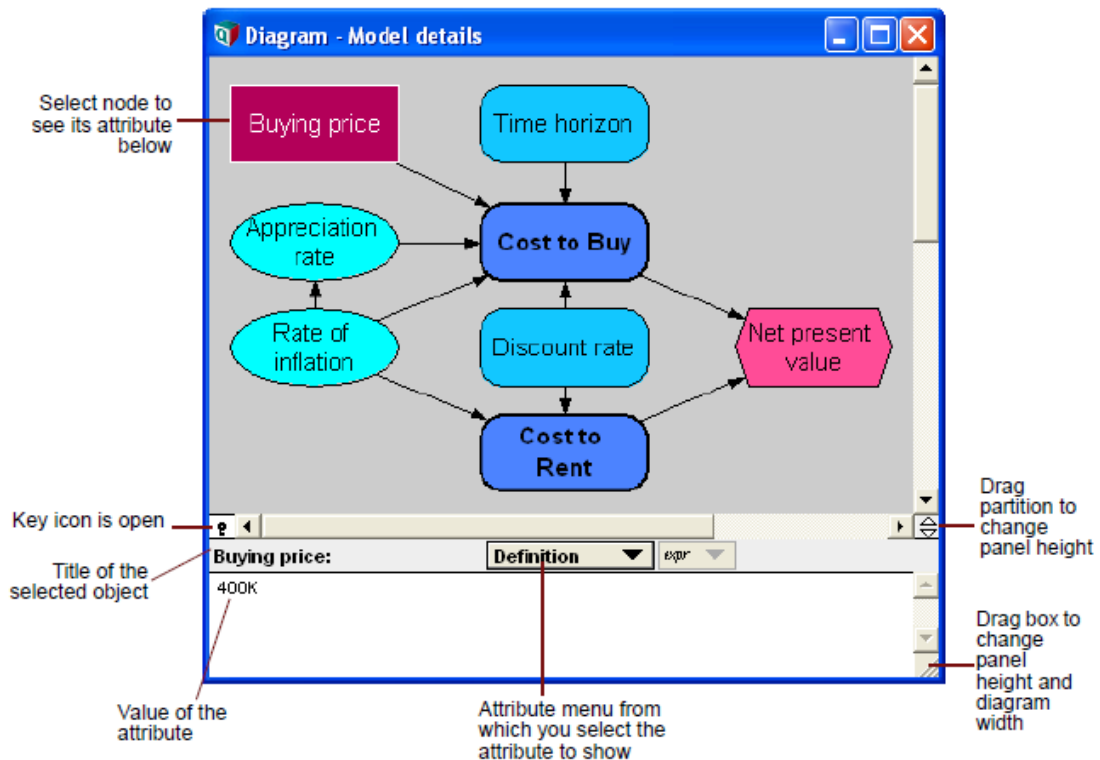 Diagram - Model details
Select node to
see its attribute
below
Buying price
Time horizon
Appreciation
rate
Cost to Buy
Rate of
inflation
Discount rate
Net present
value
Cost to
Rent
Key icon is open
Drag
partition to
change
panel height
Title of the
selected object
Buying price:
Definition
expr
400K
Drag box to
change
panel
height and
diagram
width
Value of the
attribute
Attribute menu from
which you select the
attribute to show